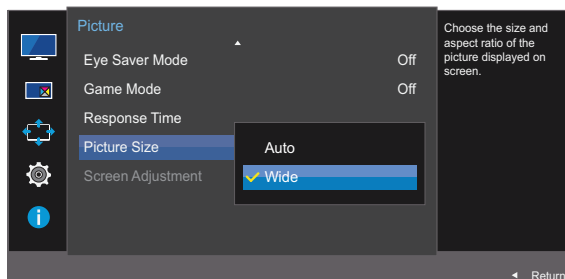 Picture
Eye Saver Mode Off
Game Mode Off
Response Time
Picture Size
Auto
Wide
Screen Adjustment
Choose the size and
aspect ratio of the
picture displayed on
screen.
Return